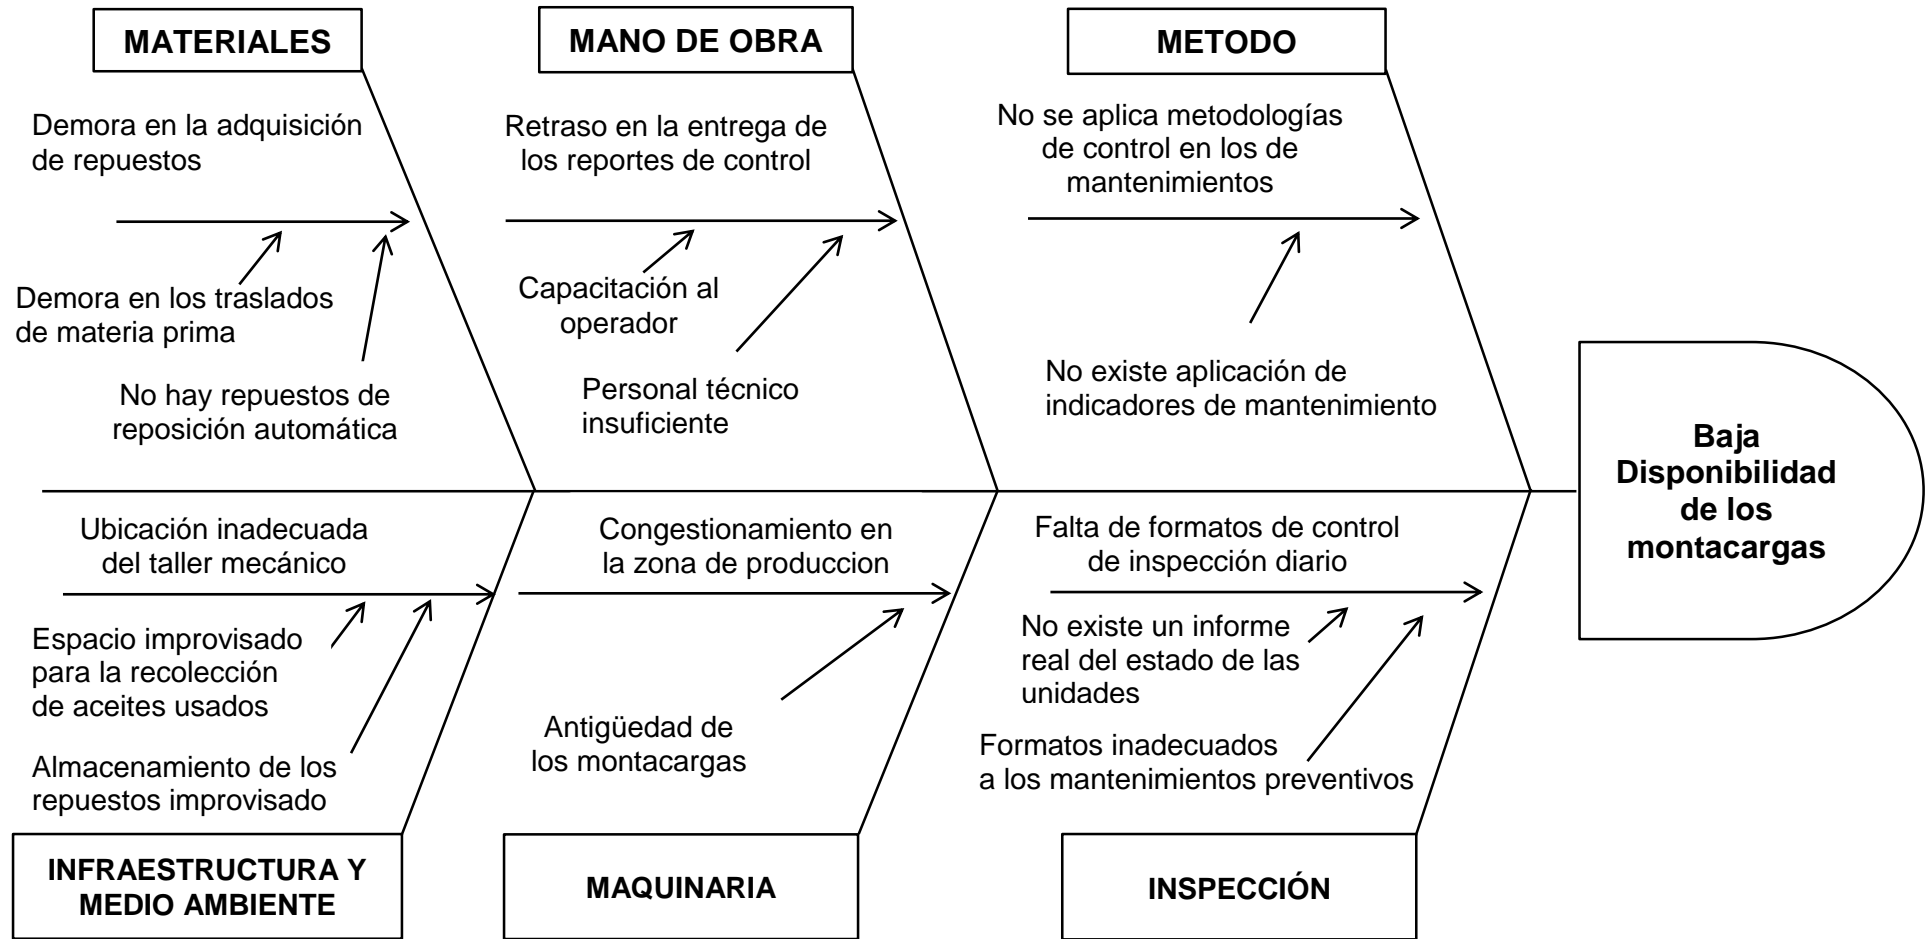 MATERIALES
MANO DE OBRA
METODO
Demora en la adquisición
de repuestos
Retraso en la entrega de
los reportes de control
No se aplica metodologías
de control en los de
mantenimientos
Demora en los traslados
de materia prima
Capacitación al
operador
No hay repuestos de
reposición automática
Personal técnico
insuficiente
No existe aplicación de
indicadores de mantenimiento
Baja
Disponibilidad
de los
montacargas
Ubicación inadecuada
del taller mecánico
Congestionamiento en
la zona de produccion
Falta de formatos de control
de inspección diario
Espacio improvisado
para la recolección
de aceites usados
No existe un informe
real del estado de las
unidades
Almacenamiento de los
repuestos improvisado
Antigüedad de
los montacargas
Formatos inadecuados
a los mantenimientos preventivos
INFRAESTRUCTURA Y
MEDIO AMBIENTE
MAQUINARIA
INSPECCIÓN